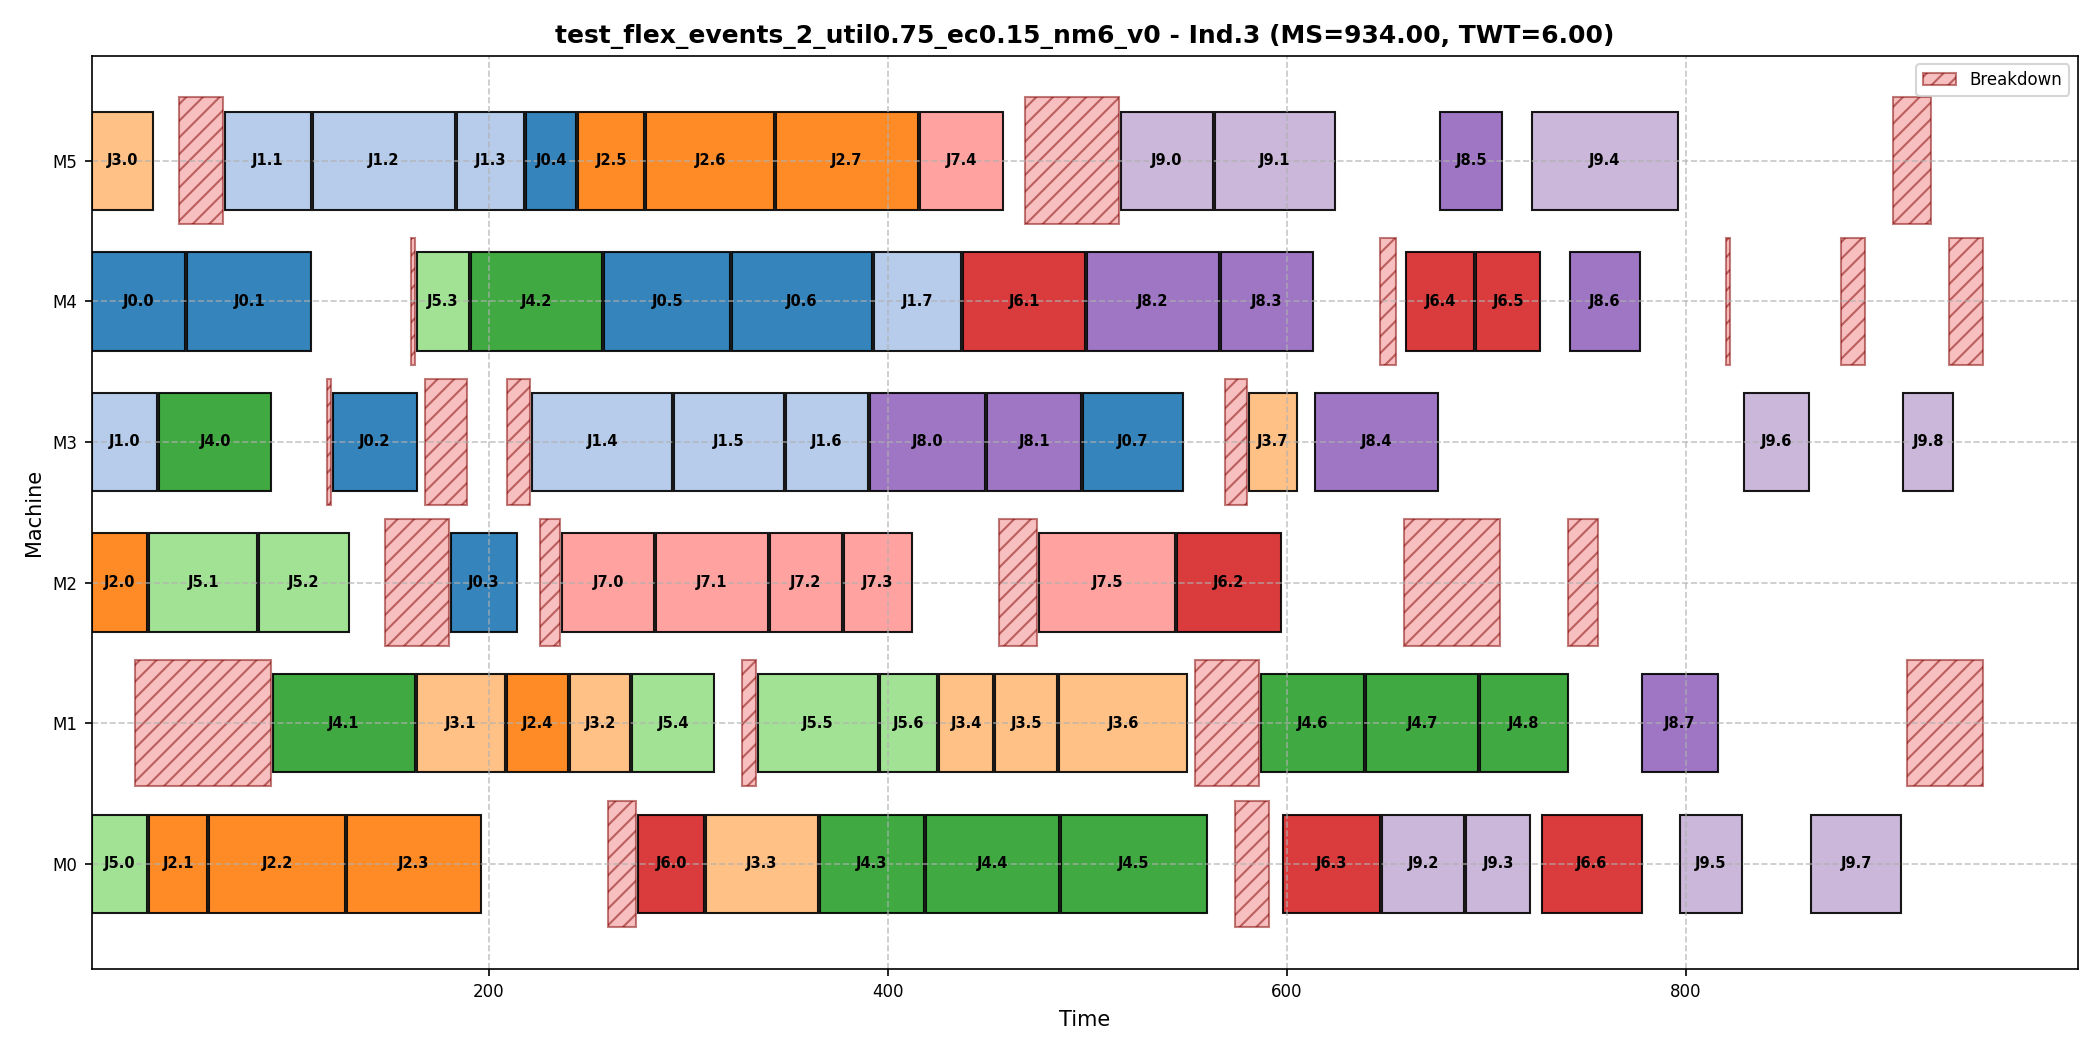 test_flex_events_2_util0.75_ec0.15_nm6_v0 - Ind.3 (MS=934.00, TWT=6.00)
Breakdown
M5 J3.0 J1.1 J1.2 J1.3 J0.4 J2.5 J2.6 J2.7 J7.4 J9.0 J9.1 J8.5 J9.4
M4 J0.0 J0.1 J5.3 J4.2 J0.5 J0.6 J1.7 J6.1 J8.2 J8.3 J6.4 J6.5 J8.6
M3 J1.0 J4.0 J0.2 J1.4 J1.5 J1.6 J8.0 J8.1 J0.7 J3.7 J8.4 J9.6 J9.8
M2 J2.0 J5.1 J5.2 J0.3 J7.0 J7.1 J7.2 J7.3 J7.5 J6.2
M1 J4.1 J3.1 J2.4 J3.2 J5.4 J5.5 J5.6 J3.4 J3.5 J3.6 J4.6 J4.7 J4.8 J8.7
M0 J5.0 J2.1 J2.2 J2.3 J6.0 J3.3 J4.3 J4.4 J4.5 J6.3 J9.2 J9.3 J6.6 J9.5 J9.7
Machine
200 400 600 800
Time